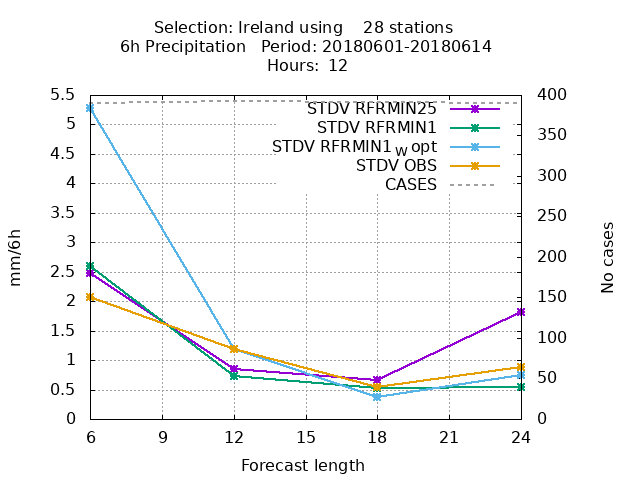 Selection: Ireland using 28 stations
6h Precipitation Period: 20180601-20180614
Hours: 12
5.5
5
4.5
4
3.5
3
2.5
2
1.5
1
0.5
0
mm/6h
400
350
300
250
200
150
100
50
0
No cases
STDV RFRMIN25
STDV RFRMIN1
STDV RFRMIN1w opt
STDV OBS
CASES
6 9 12 15 18 21 24
Forecast length